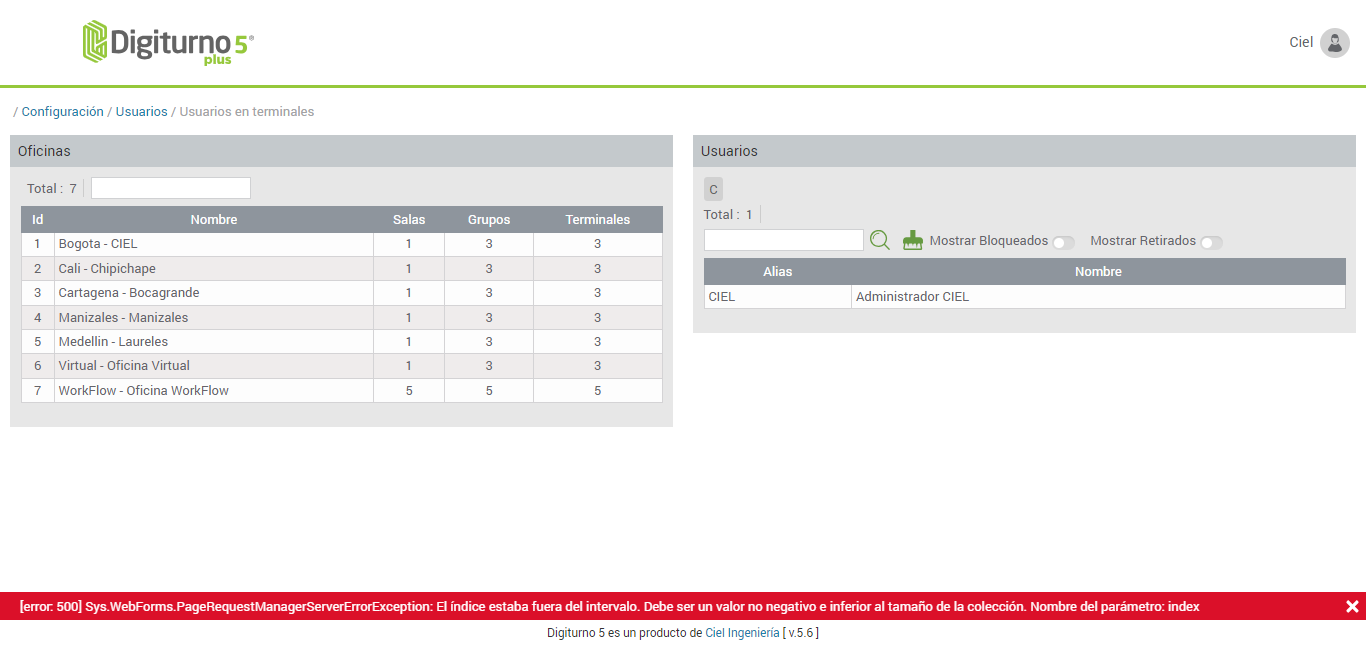 Digiturno 5®
plus
Ciel
/ Configuración / Usuarios / Usuarios en terminales
Oficinas
Total : 7
Id Nombre Salas Grupos Terminales
1 Bogota - CIEL 1 3 3
2 Cali - Chipichape 1 3 3
3 Cartagena - Bocagrande 1 3 3
4 Manizales - Manizales 1 3 3
5 Medellin - Laureles 1 3 3
6 Virtual - Oficina Virtual 1 3 3
7 WorkFlow - Oficina WorkFlow 5 5 5
Usuarios
C
Total : 1
Mostrar Bloqueados Mostrar Retirados
Alias Nombre
CIEL Administrador CIEL
[error: 500] Sys.WebForms.PageRequestManagerServerErrorException: El índice estaba fuera del intervalo. Debe ser un valor no negativo e inferior al tamaño de la colección. Nombre del parámetro: index
Digiturno 5 es un producto de Ciel Ingeniería [ v.5.6 ]